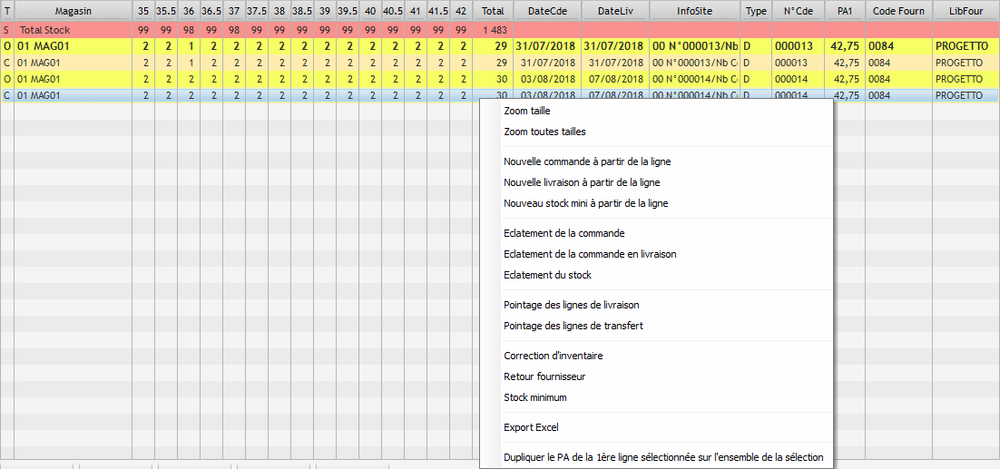 T Magasin 35 35.5 36 36.5 37 37.5 38 38.5 39 39.5 40 40.5 41 41.5 42 Total DateCde DateLiv InfoSite Type N°Cde PA1 Code Fourn LibFour
S Total Stock 99 99 98 99 98 99 99 99 99 99 99 99 99 99 99 1 483
O 01 MAG01 2 2 1 2 2 2 2 2 2 2 2 2 2 2 2 29 31/07/2018 31/07/2018 00 N°000013/Nb D 000013 42,75 0084 PROGETTO
C 01 MAG01 2 2 1 2 2 2 2 2 2 2 2 2 2 2 2 29 31/07/2018 31/07/2018 00 N°000013/Nb C D 000013 42,75 0084 PROGETTO
O 01 MAG01 2 2 2 2 2 2 2 2 2 2 2 2 2 2 2 30 03/08/2018 07/08/2018 00 N°000014/Nb C D 000014 42,75 0084 PROGETTO
C 01 MAG01 2 2 2 2 2 2 2 2 2 2 2 2 2 2 2 30 03/08/2018 07/08/2018 00 N°000014/Nb C D 000014 42,75 0084 PROGETTO
Zoom taille
Zoom toutes tailles
Nouvelle commande à partir de la ligne
Nouvelle livraison à partir de la ligne
Nouveau stock mini à partir de la ligne
Eclatement de la commande
Eclatement de la commande en livraison
Eclatement du stock
Pointage des lignes de livraison
Pointage des lignes de transfert
Correction d'inventaire
Retour fournisseur
Stock minimum
Export Excel
Dupliquer le PA de la 1ère ligne sélectionnée sur l'ensemble de la sélection